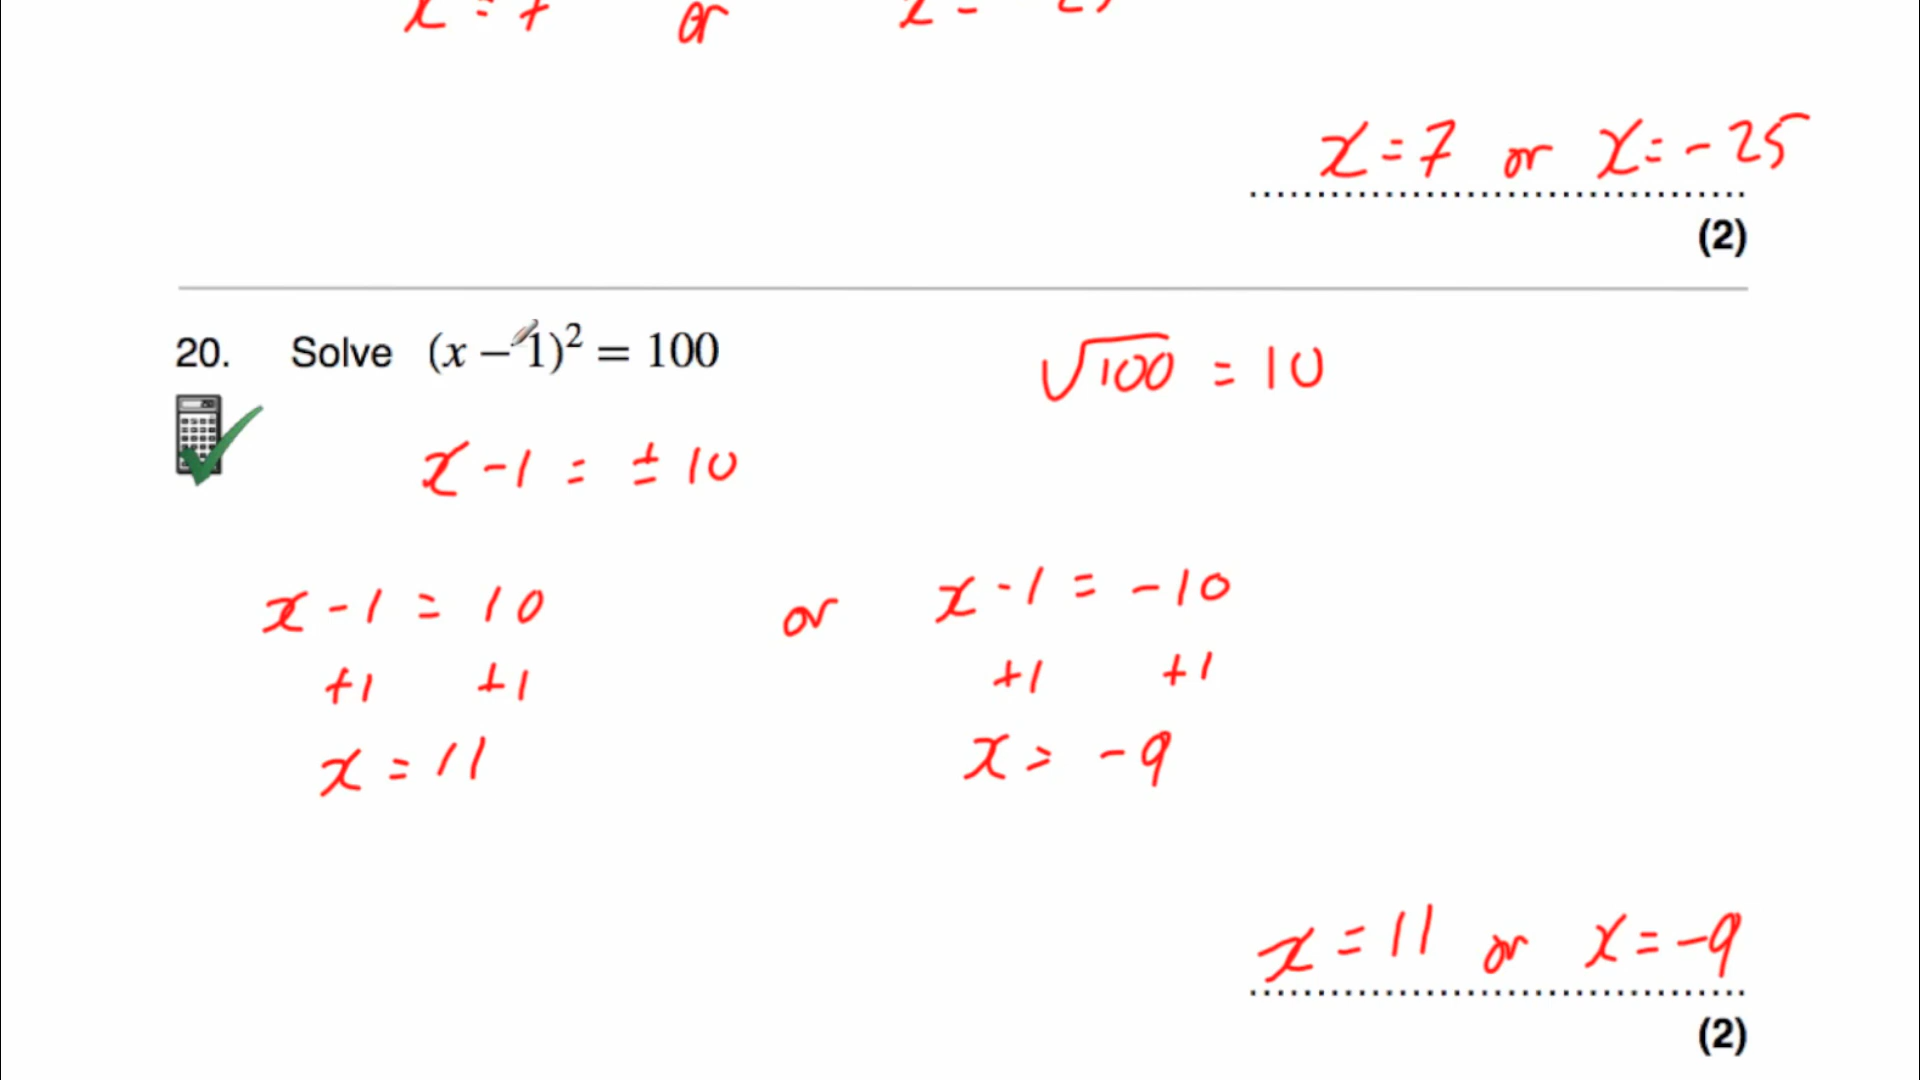 x = 7 or x = -25
x = 7 or x = -25
(2)
20. Solve (x – 1)² = 100
√100 = 10
x - 1 = ± 10
x - 1 = 10 or x - 1 = -10
+1 +1 +1 +1
x = 11 x = -9
x = 11 or x = -9
(2)